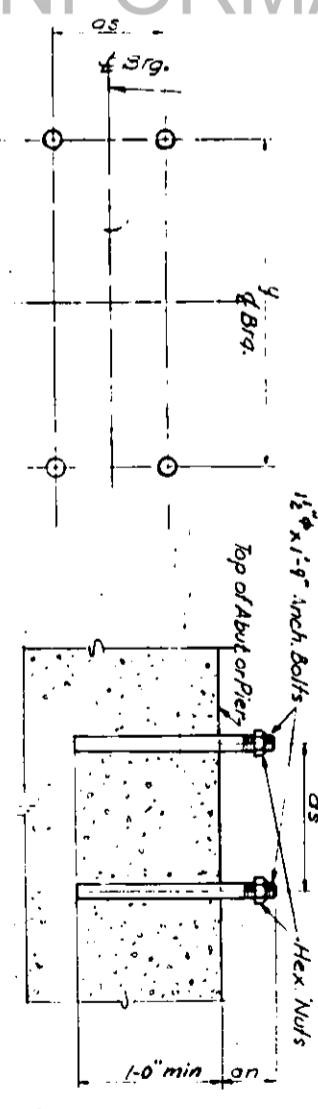 INFORMA
as
℄ Brg.
y
℄ Brg.
1½"φ x 1'-9" Anch. Bolts
as
Hex. Nuts
Top of Abut or Pier
1'-0" min
an